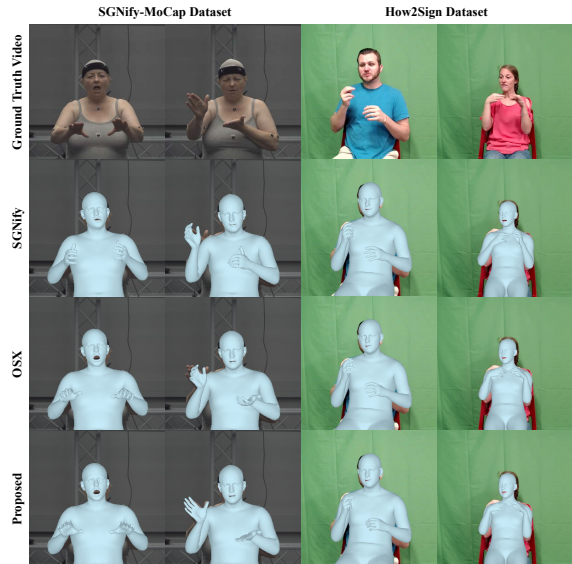 SGNify-MoCap Dataset
How2Sign Dataset
Ground Truth Video
SGNify
OSX
Proposed